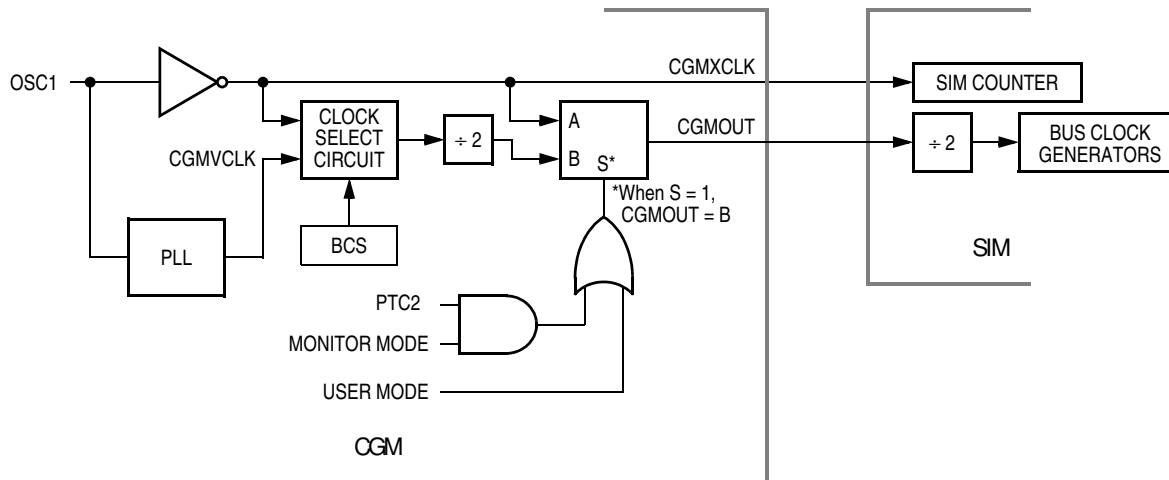 OSC1
CGMXCLK
SIM COUNTER
CLOCK
SELECT
CIRCUIT
÷ 2
A
B
S*
CGMOUT
÷ 2
BUS CLOCK
GENERATORS
CGMVCLK
*When S = 1,
CGMOUT = B
BCS
PLL
SIM
PTC2
MONITOR MODE
USER MODE
CGM